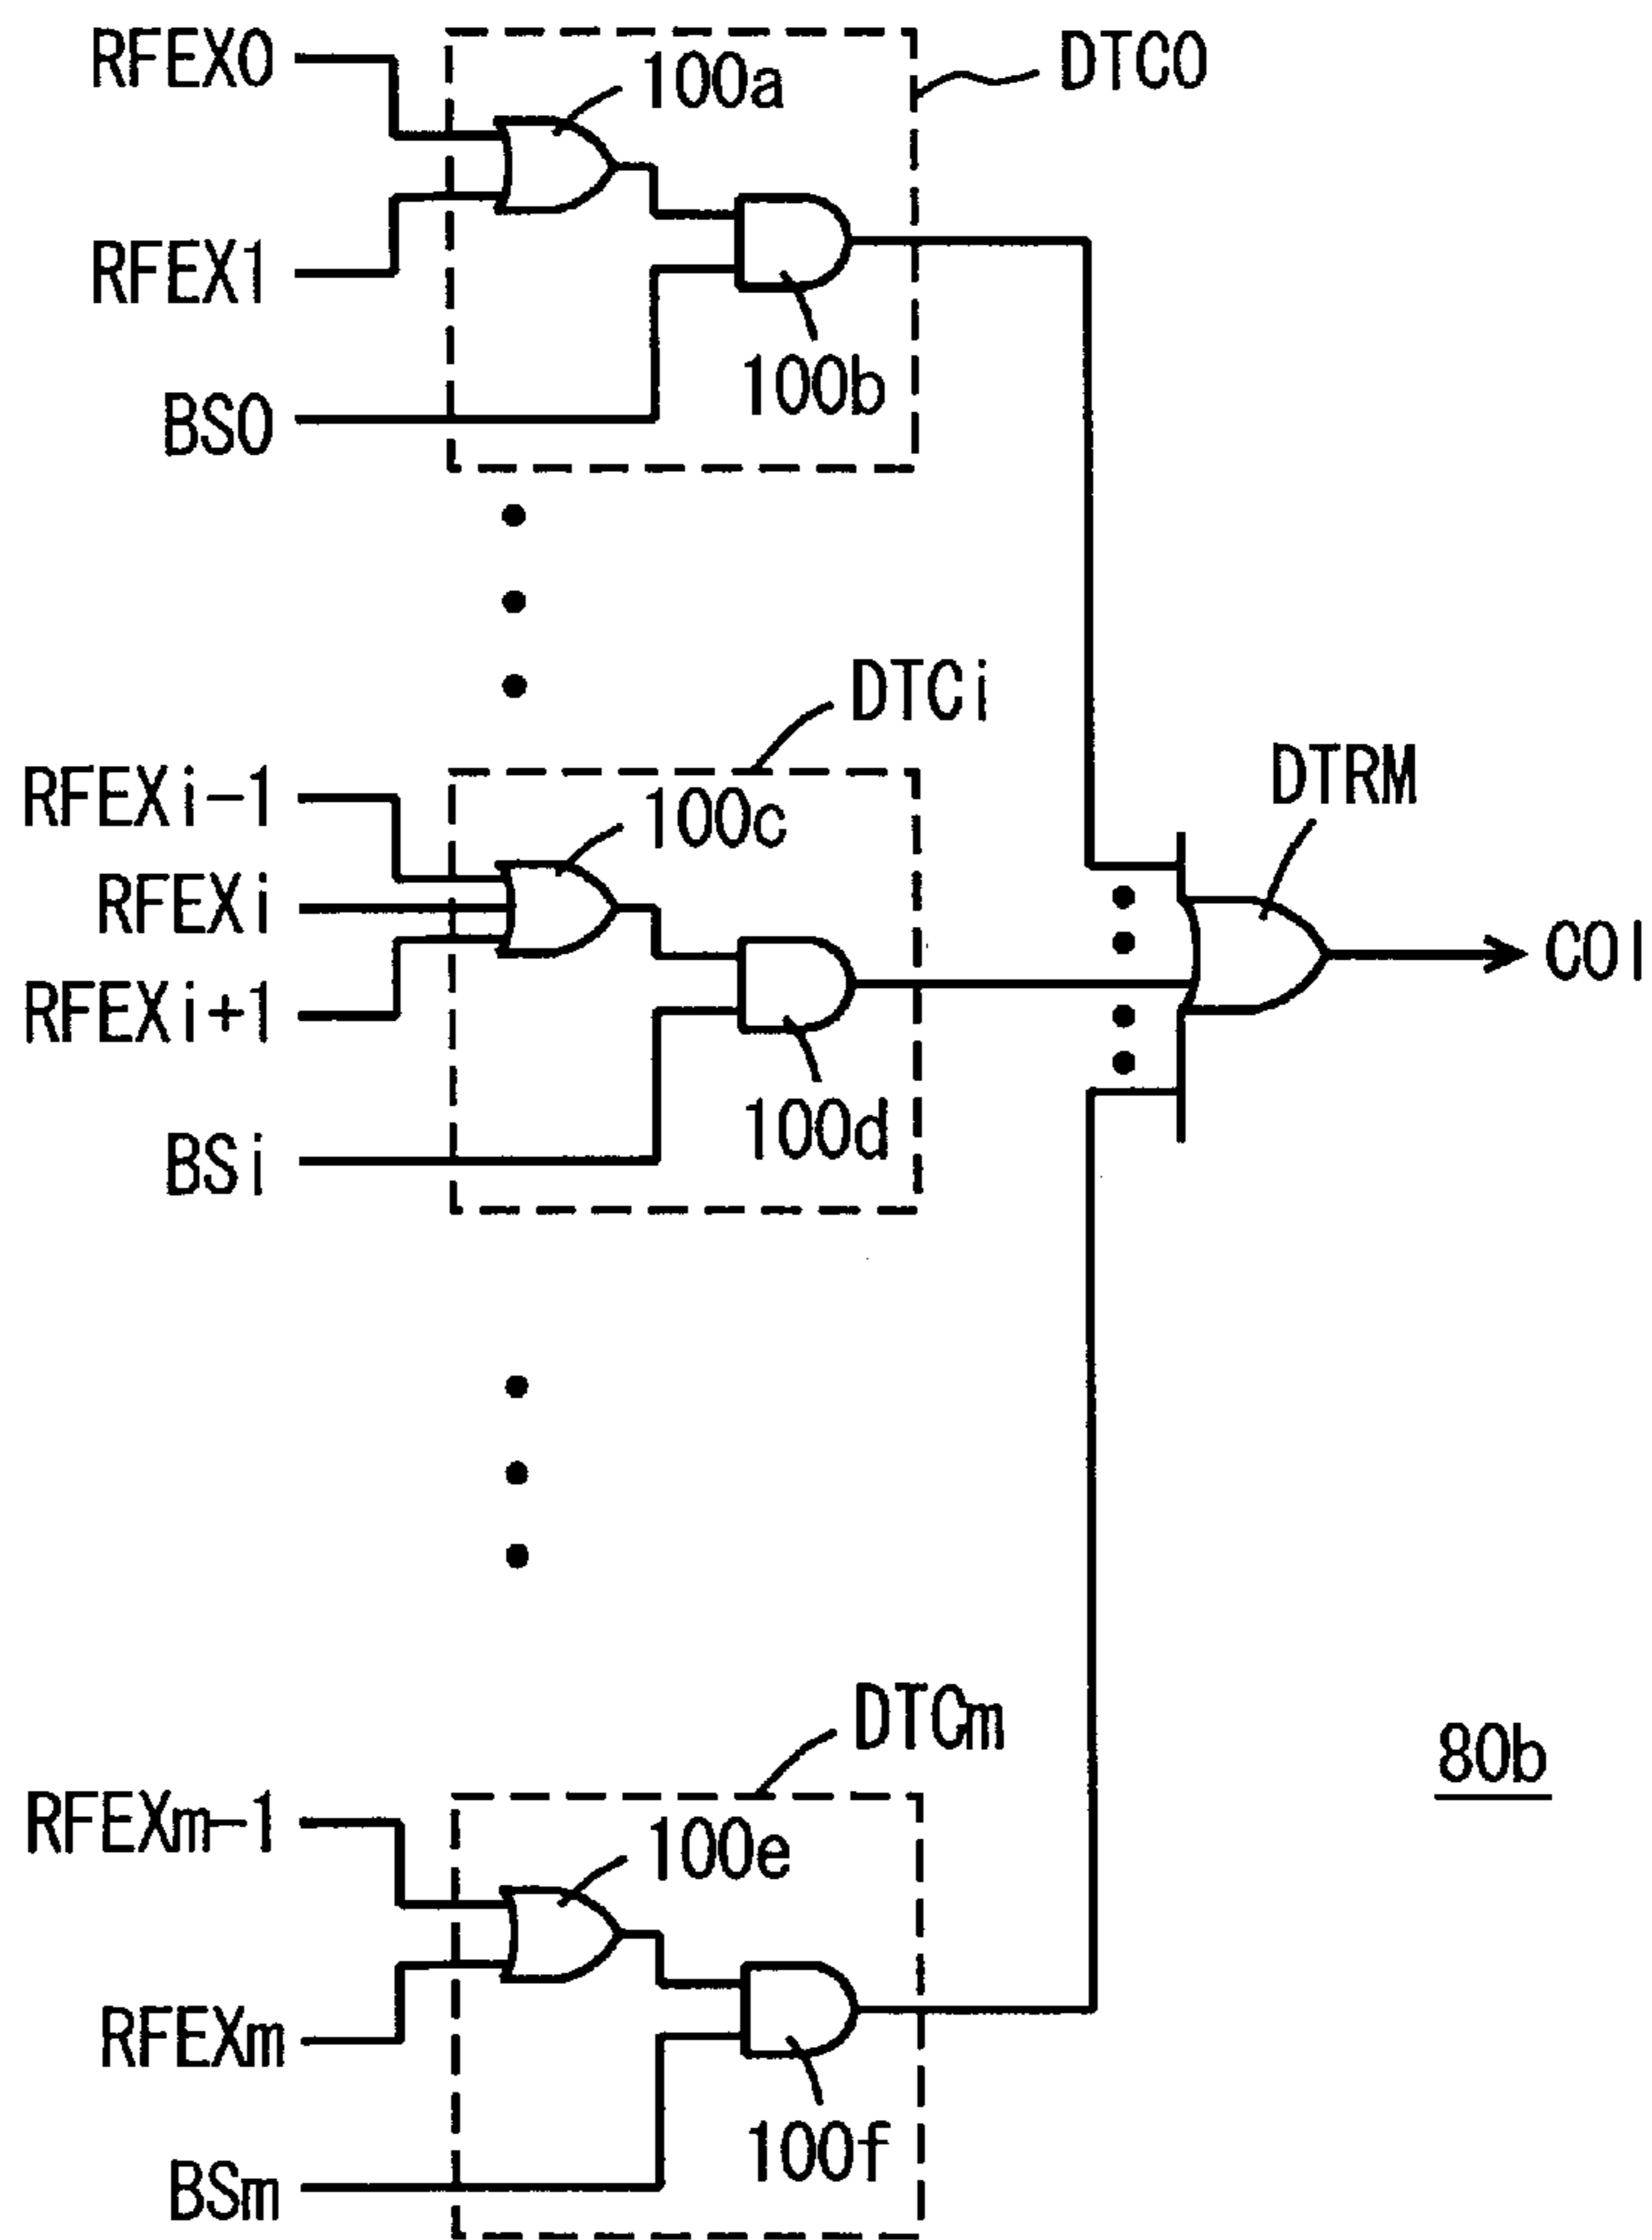 RFEX0
100a
DTC0
RFEX1
100b
BS0
DTCi
RFEXi-1
100c
DTRM
RFEXi
COI
RFEXi+1
100d
BSi
DTCm
80b
RFEXm-1
100e
RFEXm
100f
BSm